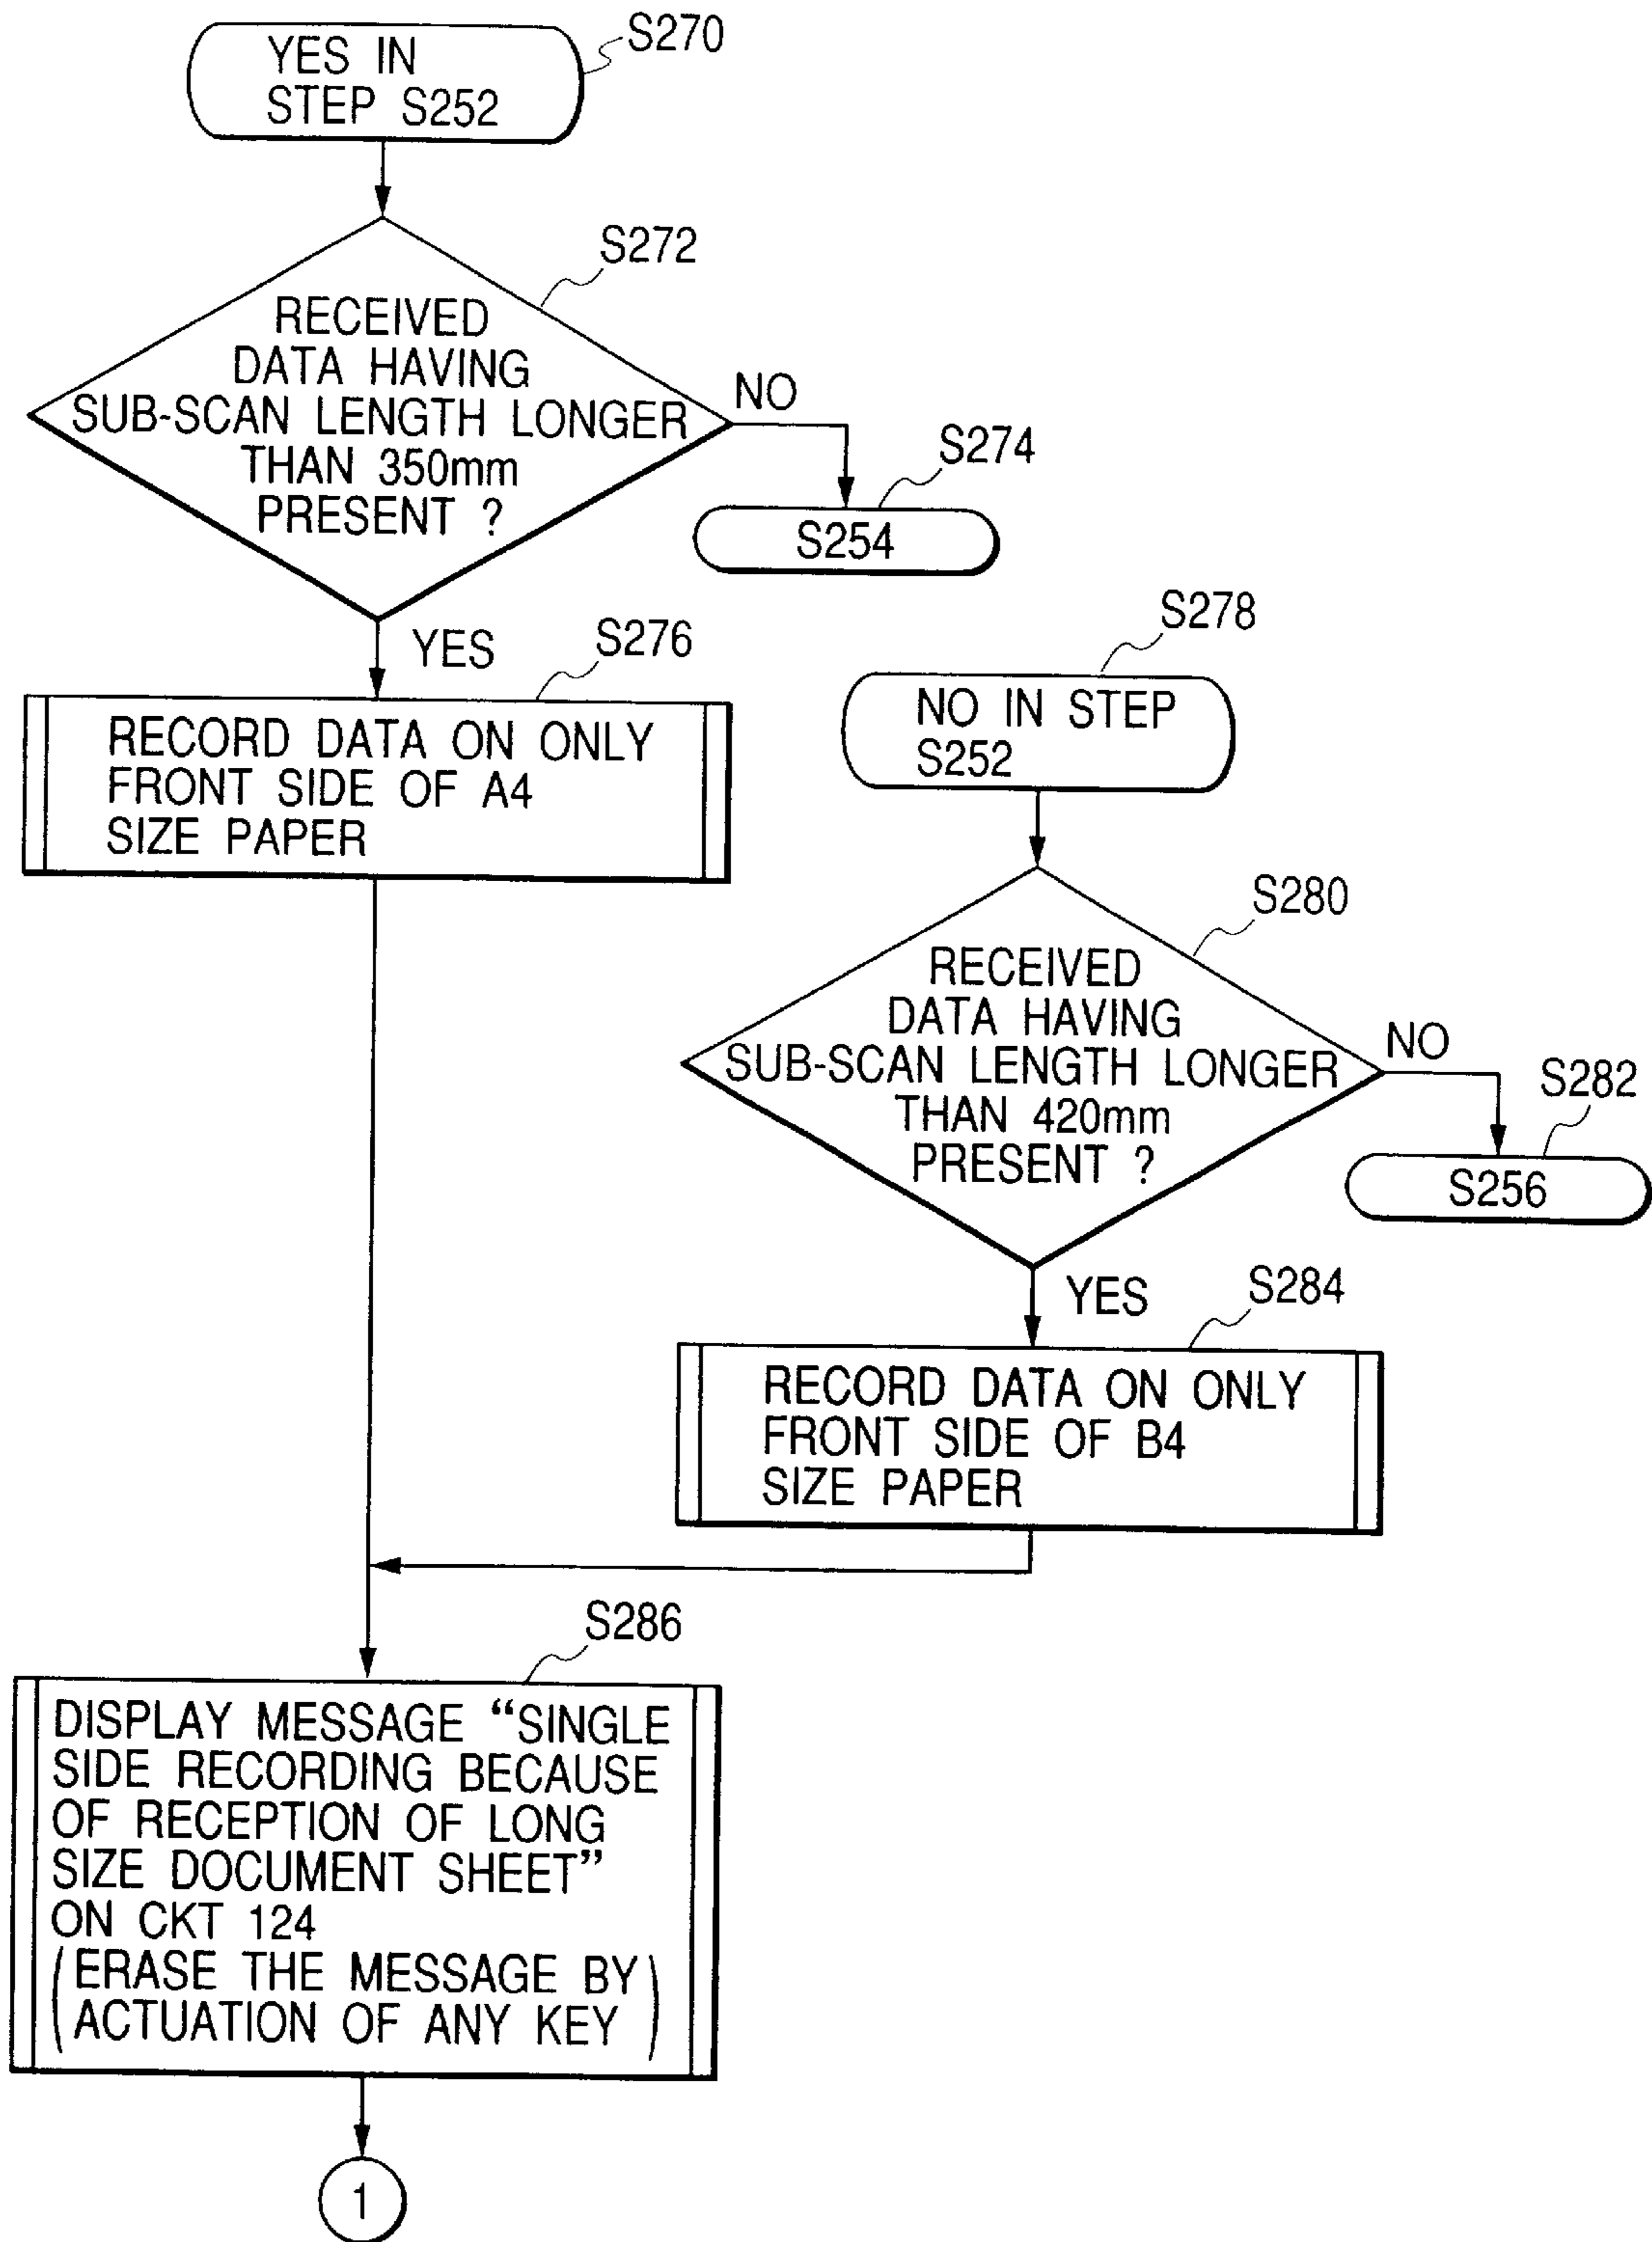 S270
YES IN
STEP S252
S272
RECEIVED
DATA HAVING
SUB-SCAN LENGTH LONGER
THAN 350mm
PRESENT ?
NO
S274
S254
YES
S276
RECORD DATA ON ONLY
FRONT SIDE OF A4
SIZE PAPER
S278
NO IN STEP
S252
S280
RECEIVED
DATA HAVING
SUB-SCAN LENGTH LONGER
THAN 420mm
PRESENT ?
NO
S282
S256
YES
S284
RECORD DATA ON ONLY
FRONT SIDE OF B4
SIZE PAPER
S286
DISPLAY MESSAGE “SINGLE
SIDE RECORDING BECAUSE
OF RECEPTION OF LONG
SIZE DOCUMENT SHEET”
ON CKT 124
(ERASE THE MESSAGE BY
ACTUATION OF ANY KEY)
1